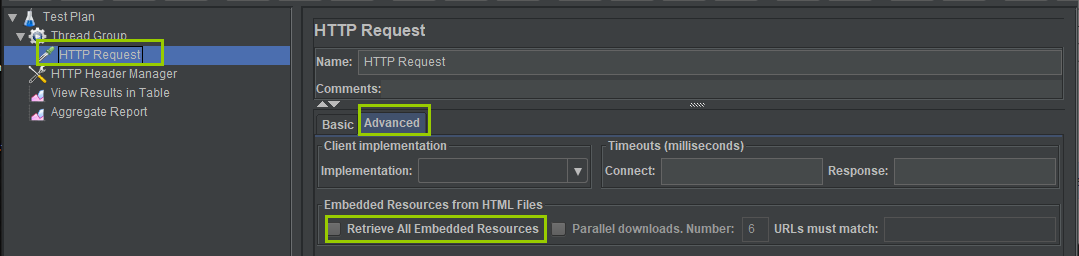 Test Plan
Thread Group
HTTP Request
HTTP Header Manager
View Results in Table
Aggregate Report
HTTP Request
Name: HTTP Request
Comments:
Basic Advanced
Client implementation Timeouts (milliseconds)
Implementation: Connect: Response:
Embedded Resources from HTML Files
Retrieve All Embedded Resources Parallel downloads. Number: 6 URLs must match: